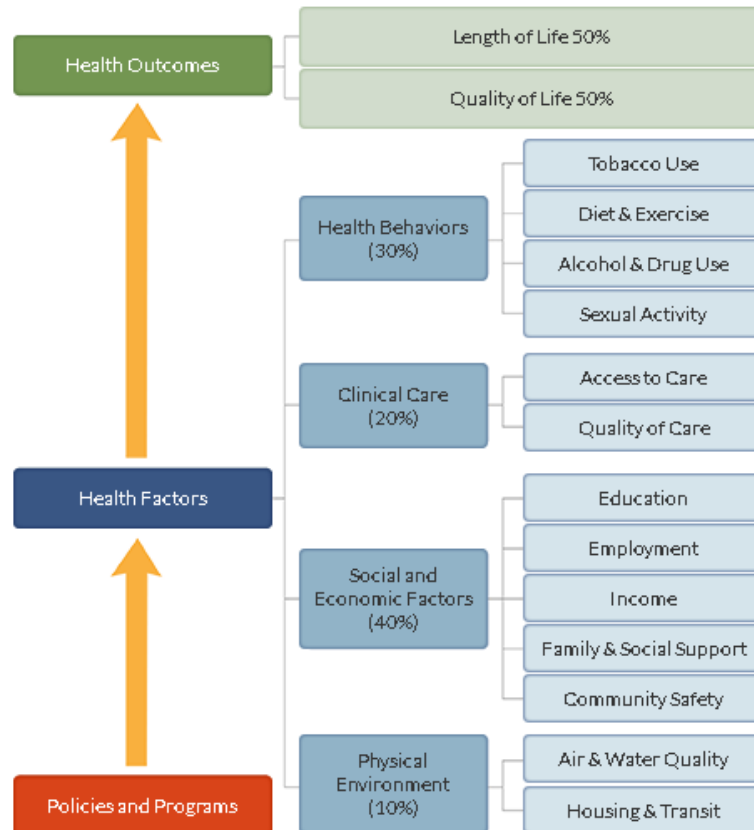 Health Outcomes
Length of Life 50%
Quality of Life 50%
Health Factors
Health Behaviors
(30%)
Tobacco Use
Diet & Exercise
Alcohol & Drug Use
Sexual Activity
Clinical Care
(20%)
Access to Care
Quality of Care
Social and
Economic Factors
(40%)
Education
Employment
Income
Family & Social Support
Community Safety
Physical
Environment
(10%)
Air & Water Quality
Housing & Transit
Policies and Programs